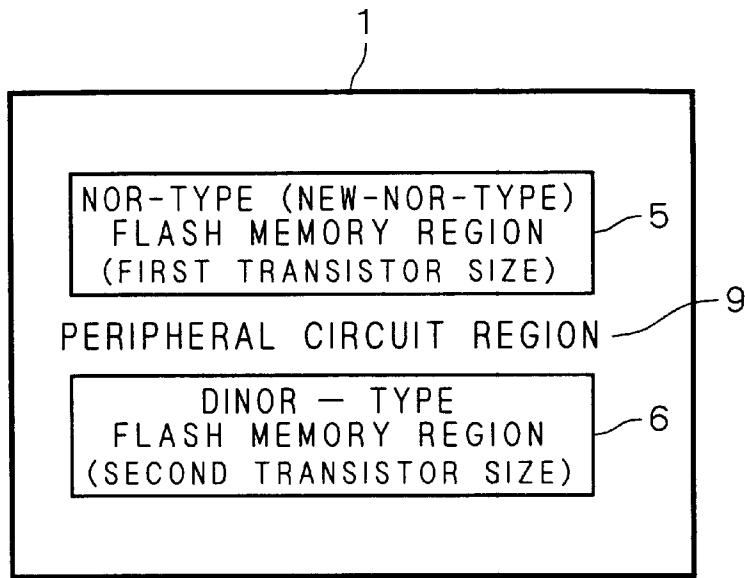 1
NOR-TYPE (NEW-NOR-TYPE)
FLASH MEMORY REGION
(FIRST TRANSISTOR SIZE)
5
PERIPHERAL CIRCUIT REGION
9
DINOR — TYPE
FLASH MEMORY REGION
(SECOND TRANSISTOR SIZE)
6